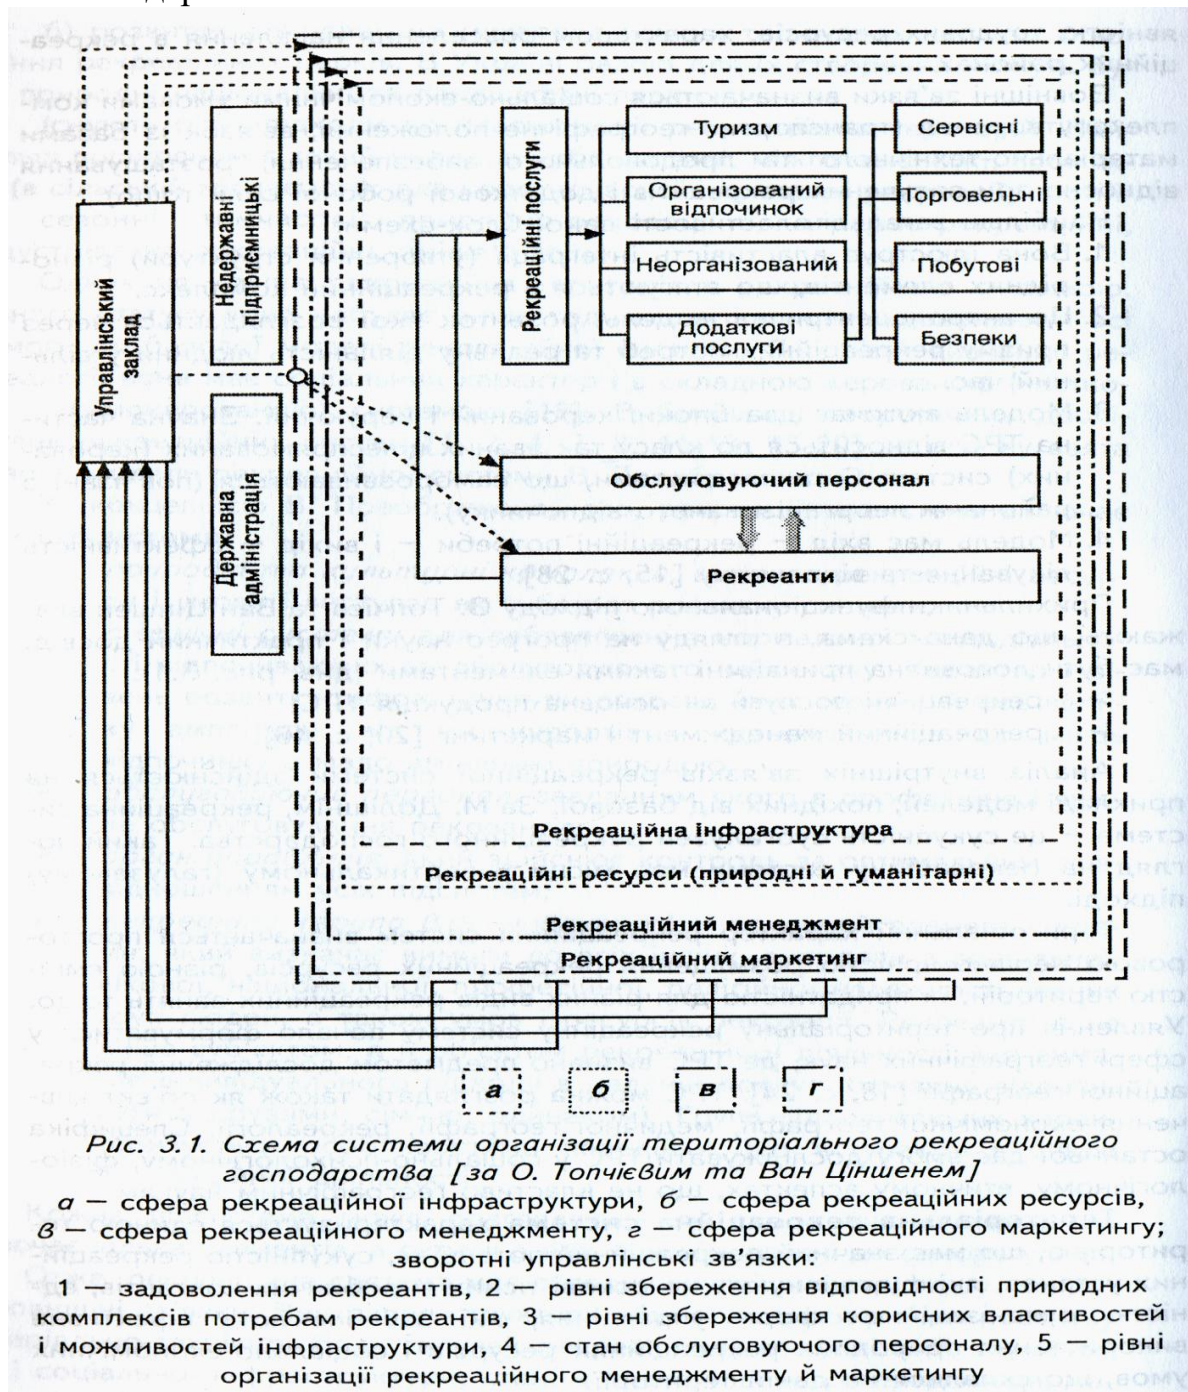 Управлінський
заклад
Недержавні
підприємницькі
Державна
адміністрація
Рекреаційні послуги
Туризм
Організований
відпочинок
Неорганізований
Додаткові
послуги
Сервісні
Торговельні
Побутові
Безпеки
Обслуговуючий персонал
Рекреанти
Рекреаційна інфраструктура
Рекреаційні ресурси (природні й гуманітарні)
Рекреаційний менеджмент
Рекреаційний маркетинг
а б в г
Рис. 3.1. Схеми системи організації територіального рекреаційного
господарства [за О. Топчієвим та Ван Ціншенем]
а — сфера рекреаційної інфраструктури, б — сфера рекреаційних ресурсів,
в — сфера рекреаційного менеджменту, г — сфера рекреаційного маркетингу;
зворотні управлінські зв'язки:
1 — задоволення рекреантів, 2 — рівні збереження відповідності природних
комплексів потребам рекреантів, 3 — рівні збереження корисних властивостей
і можливостей інфраструктури, 4 — стан обслуговуючого персоналу, 5 — рівні
організації рекреаційного менеджменту й маркетингу